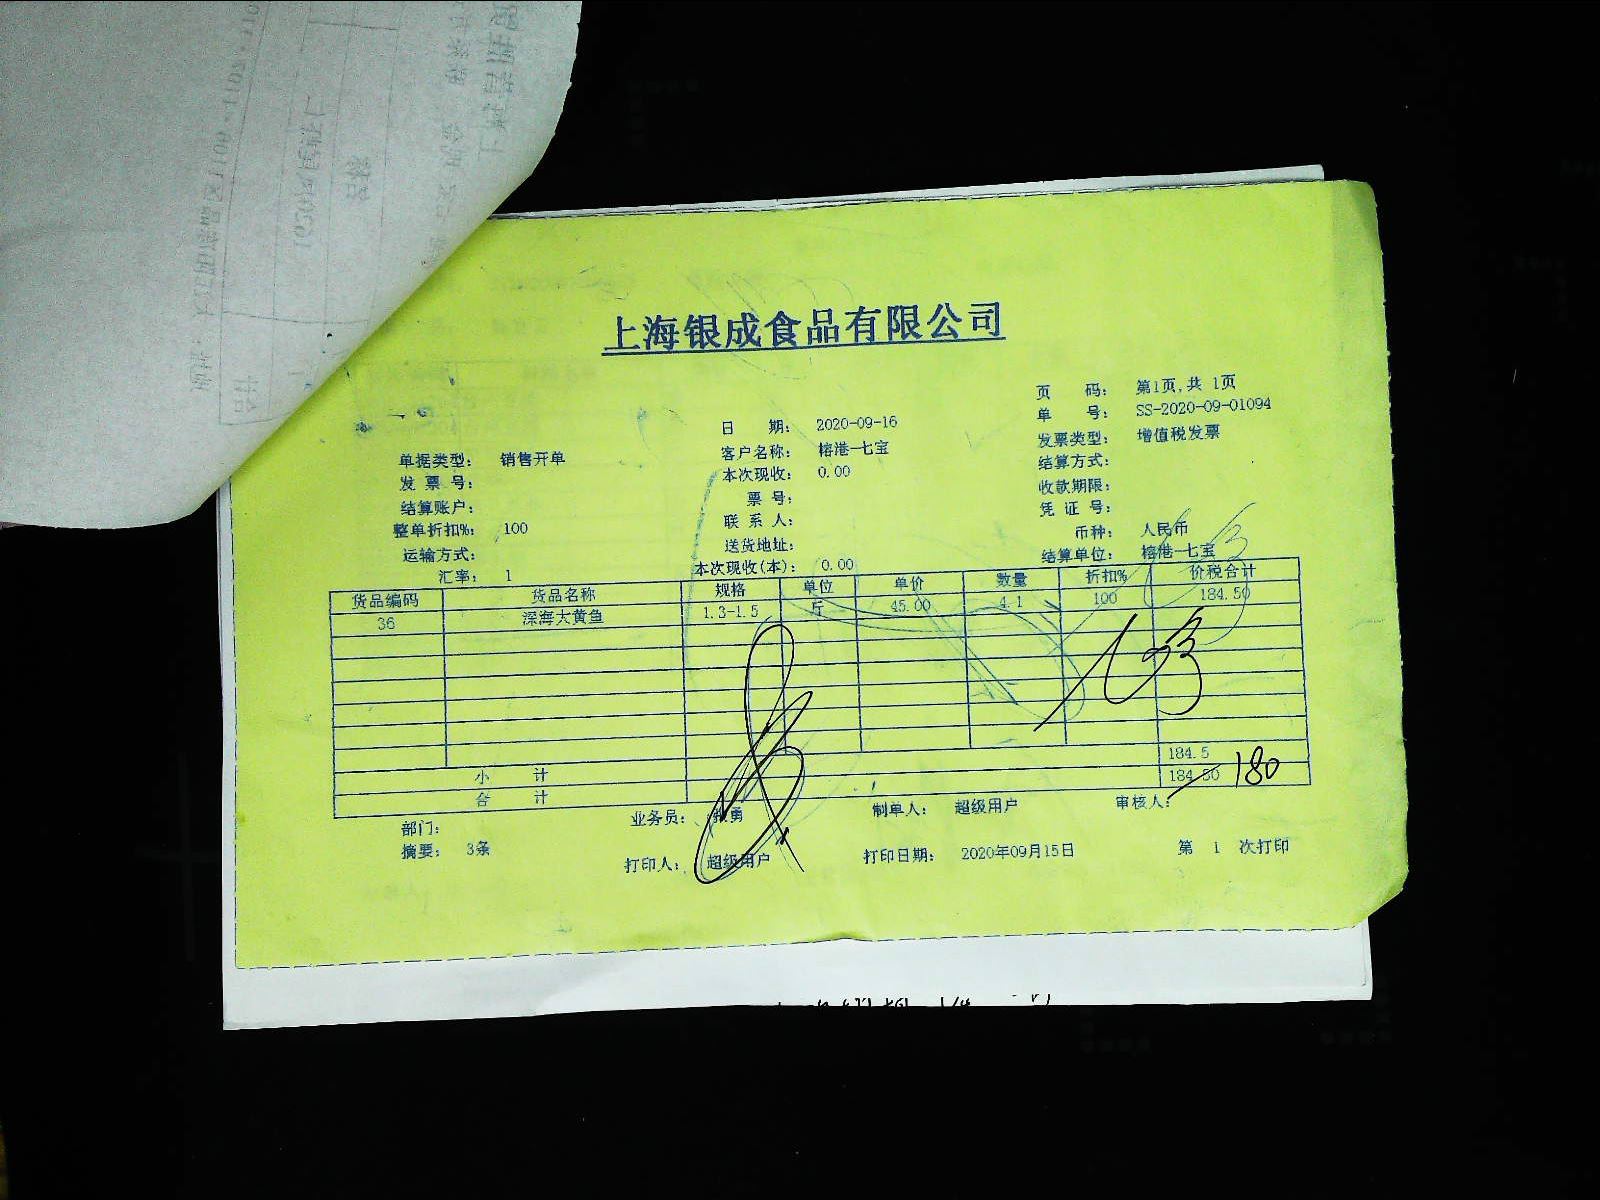 上海银成食品有限公司
页 码： 第1页,共 1页
单 号： SS-2020-09-01094
日 期： 2020-09-16
发票类型： 增值税发票
单据类型： 销售开单
客户名称： 榕港-七宝
结算方式：
发 票 号：
本次现收： 0.00
收款期限：
结算账户：
票 号：
凭 证 号：
整单折扣%： 100
联 系 人：
币种： 人民币
运输方式：
送货地址：
结算单位： 榕港-七宝
汇率： 1
本次现收(本)： 0.00
货品编码 货品名称 规格 单位 单价 数量 折扣% 价税合计
36 深海大黄鱼 1.3-1.5 斤 45.00 4.1 100 184.50
小 计 184.5
合 计 184.50 180
部门： 业务员： 勇 制单人： 超级用户 审核人：
摘要： 3条 打印人： 超级用户 打印日期： 2020年09月15日 第 1 次打印